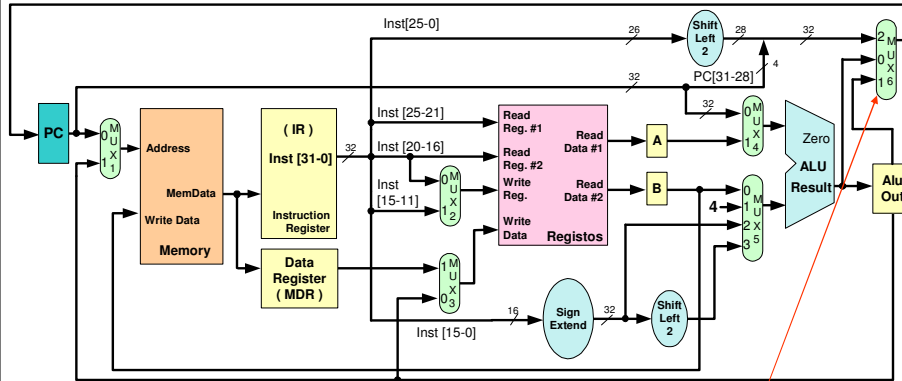 Inst[25-0]
26
Shift
Left
2
28
32
4
PC[31-28]
32
2
0
1
M
U
X
6
PC
0
1
M
U
X
1
Address
MemData
Write Data
Memory
( IR )
Inst [31-0]
Instruction
Register
32
Data
Register
( MDR )
Inst [25-21]
Inst [20-16]
Inst
[15-11]
0
1
M
U
X
2
1
0
M
U
X
3
Read
Reg. #1
Read
Reg. #2
Write
Reg.
Write
Data
Read
Data #1
Read
Data #2
Registos
A
B
32
0
1
M
U
X
4
4
0
1
2
3
M
U
X
5
Zero
ALU
Result
Alu
Out
Inst [15-0]
16
Sign
Extend
32
Shift
Left
2